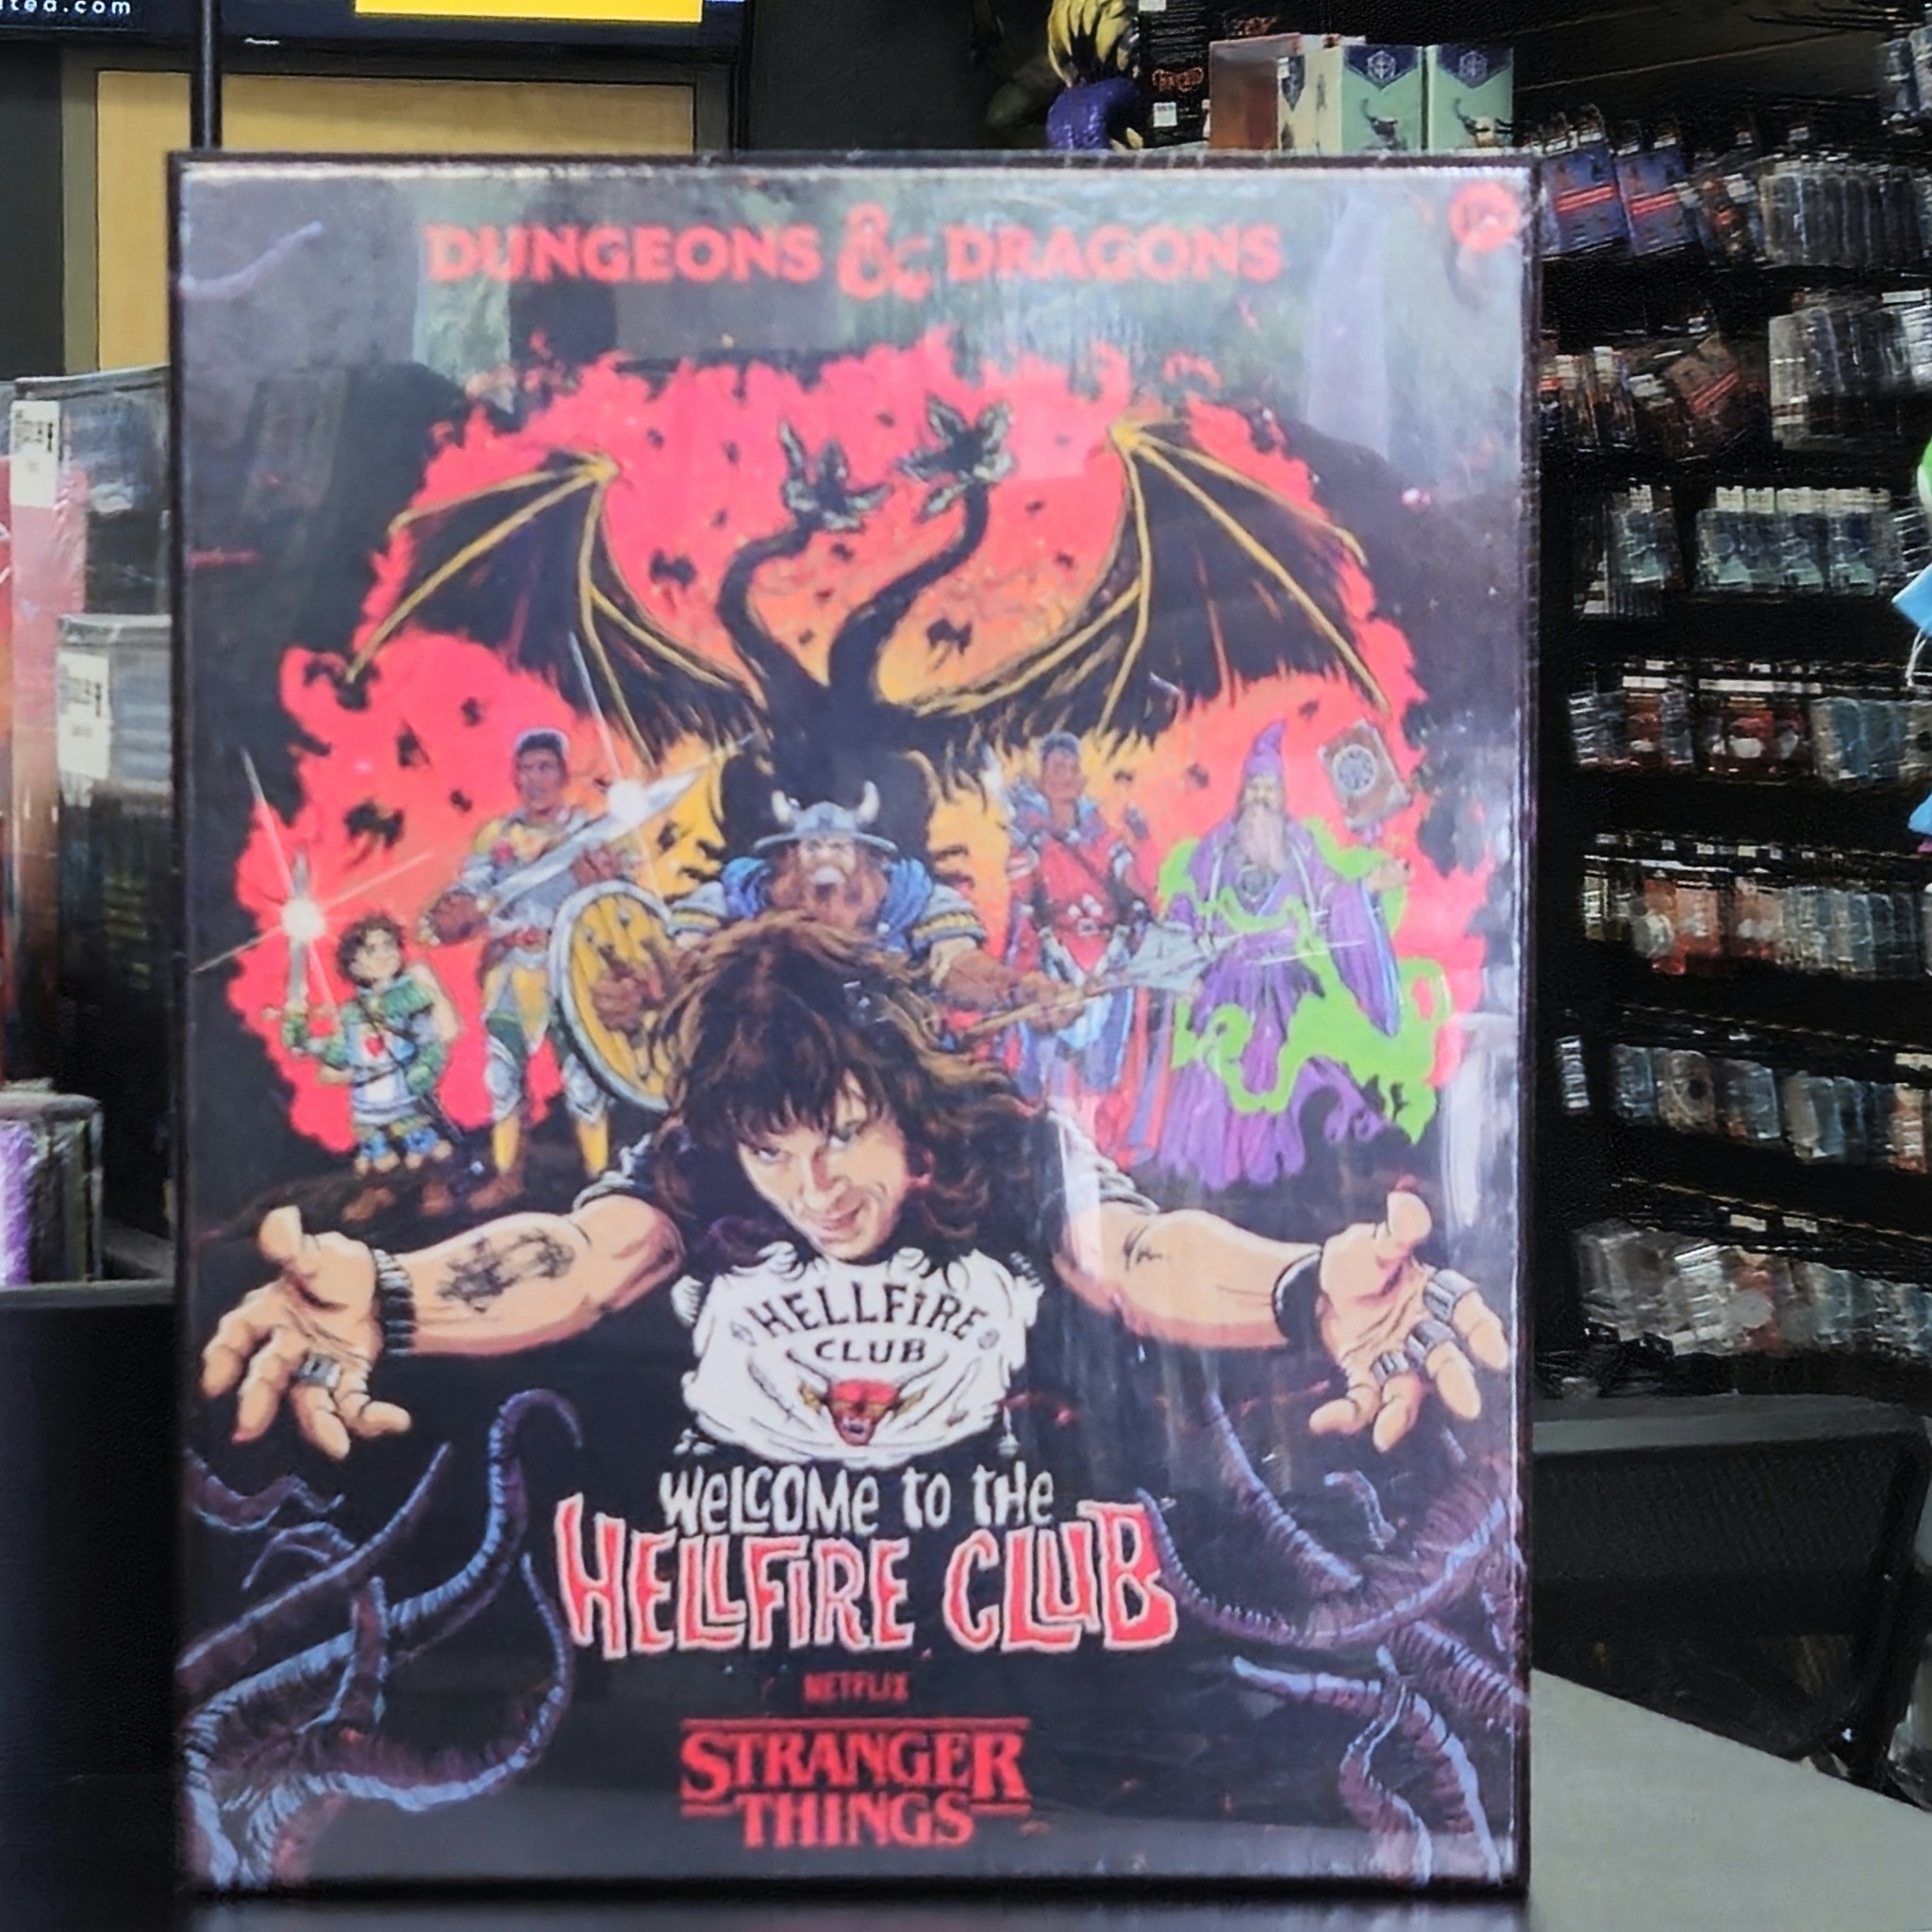 DUNGEONS & DRAGONS
HELLFIRE
CLUB
WELCOME to tHE
HELLFIRE CLUB
NETFLIX
STRANGER
THINGS